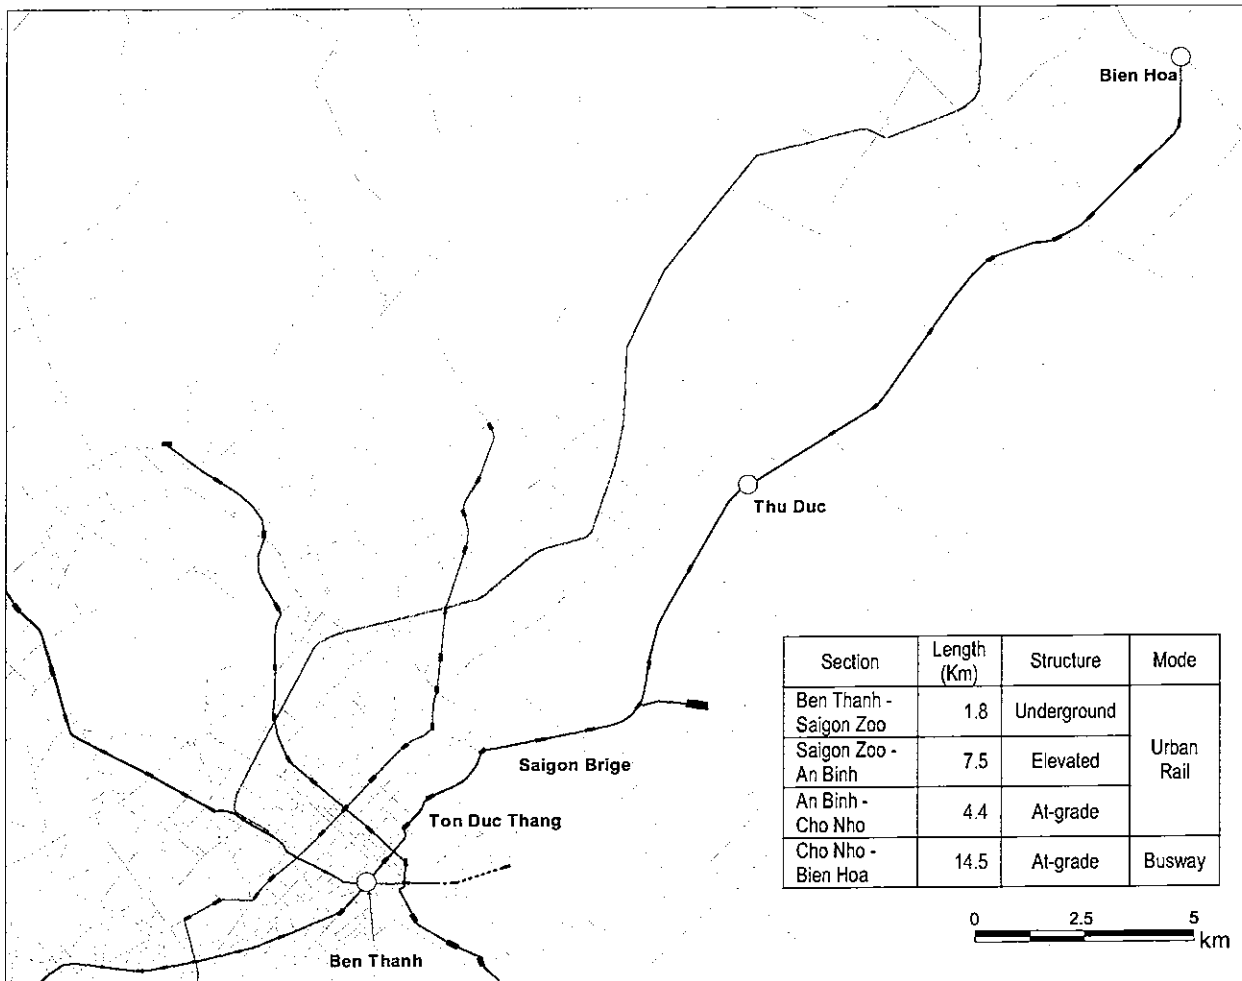 Bien Hoa
Thu Duc
Saigon Brige
Ton Duc Thang
Ben Thanh
Section Length (Km) Structure Mode
Ben Thanh - Saigon Zoo 1.8 Underground Urban Rail
Saigon Zoo - An Binh 7.5 Elevated
An Binh - Cho Nho 4.4 At-grade
Cho Nho - Bien Hoa 14.5 At-grade Busway
0 2.5 5
km